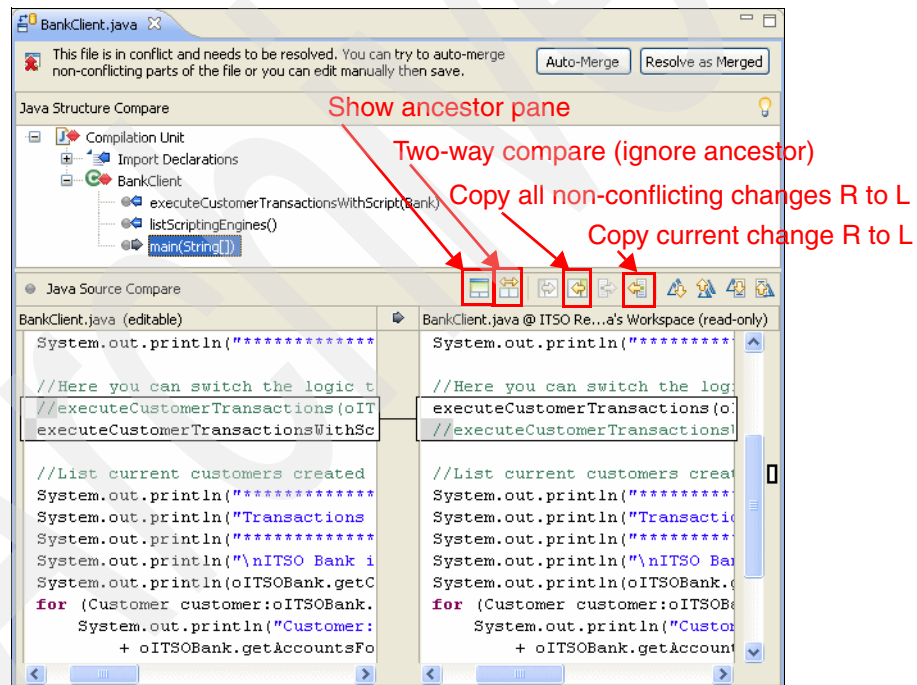 BankClient.java
This file is in conflict and needs to be resolved. You can try to auto-merge
non-conflicting parts of the file or you can edit manually then save.
Auto-Merge
Resolve as Merged
Java Structure Compare
Show ancestor pane
Compilation Unit
Import Declarations
Two-way compare (ignore ancestor)
BankClient
executeCustomerTransactionsWithScript(Bank)
Copy all non-conflicting changes R to L
listScriptingEngines()
main(String[])
Copy current change R to L
Java Source Compare
BankClient.java (editable)
BankClient.java @ ITSO Re...a's Workspace (read-only)
System.out.println("*************
//Here you can switch the logic t
//executeCustomerTransactions(oIT
executeCustomerTransactionsWithSc
//List current customers created
System.out.println("*************
System.out.println("Transactions
System.out.println("*************
System.out.println("\nITSO Bank i
System.out.println(oITSOBank.getC
for (Customer customer:oITSOBank.
System.out.println("Customer:
+ oITSOBank.getAccountsFo
System.out.println("*********
//Here you can switch the log
executeCustomerTransactions(o
//executeCustomerTransactions
//List current customers creat
System.out.println("*********
System.out.println("Transactio
System.out.println("*********
System.out.println("\nITSO Ban
System.out.println(oITSOBank.g
for (Customer customer:oITSOBa
System.out.println("Custom
+ oITSOBank.getAccount